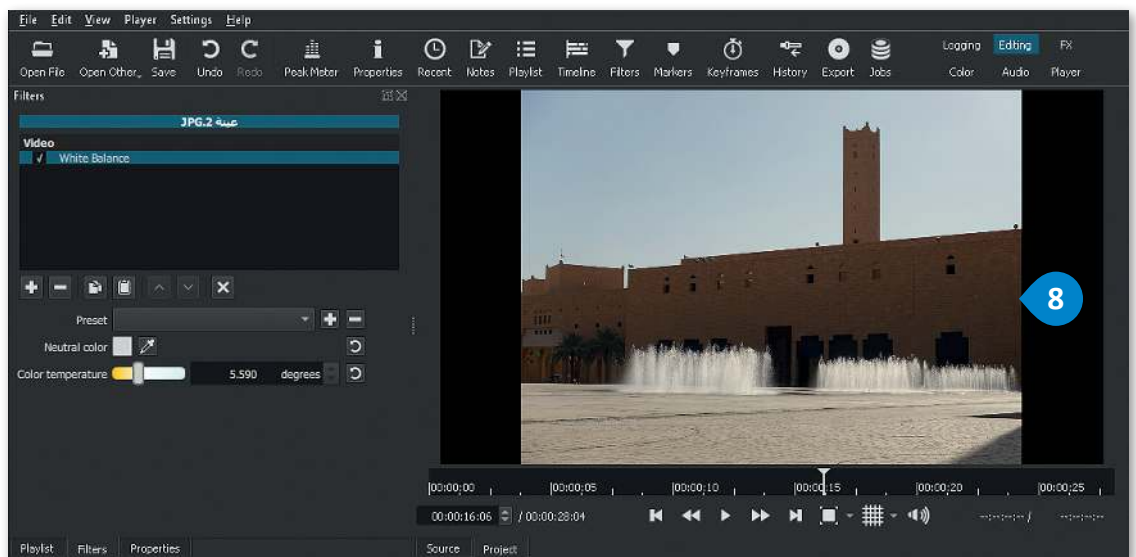 File Edit View Player Settings Help
Open File Open Other.. Save Undo Redo Peak Meter Properties Recent Notes Playlist Timeline Filters Markers Keyframes History Export Jobs
Logging Editing FX
Color Audio Player
Filters
عينة JPG.2
Video
White Balance
8
Preset
Neutral color
Color temperature 5.590 degrees
00:00:00 00:00:05 00:00:10 00:00:15 00:00:20 00:00:25
00:00:16:06 / 00:00:28:04 --:--:--:-- / --:--:--:--
Playlist Filters Properties Source Project